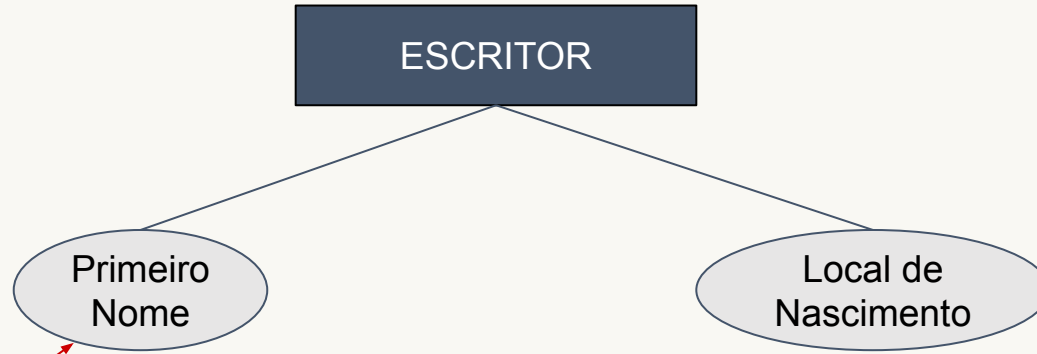 ESCRITOR
Primeiro
Nome
Local de
Nascimento